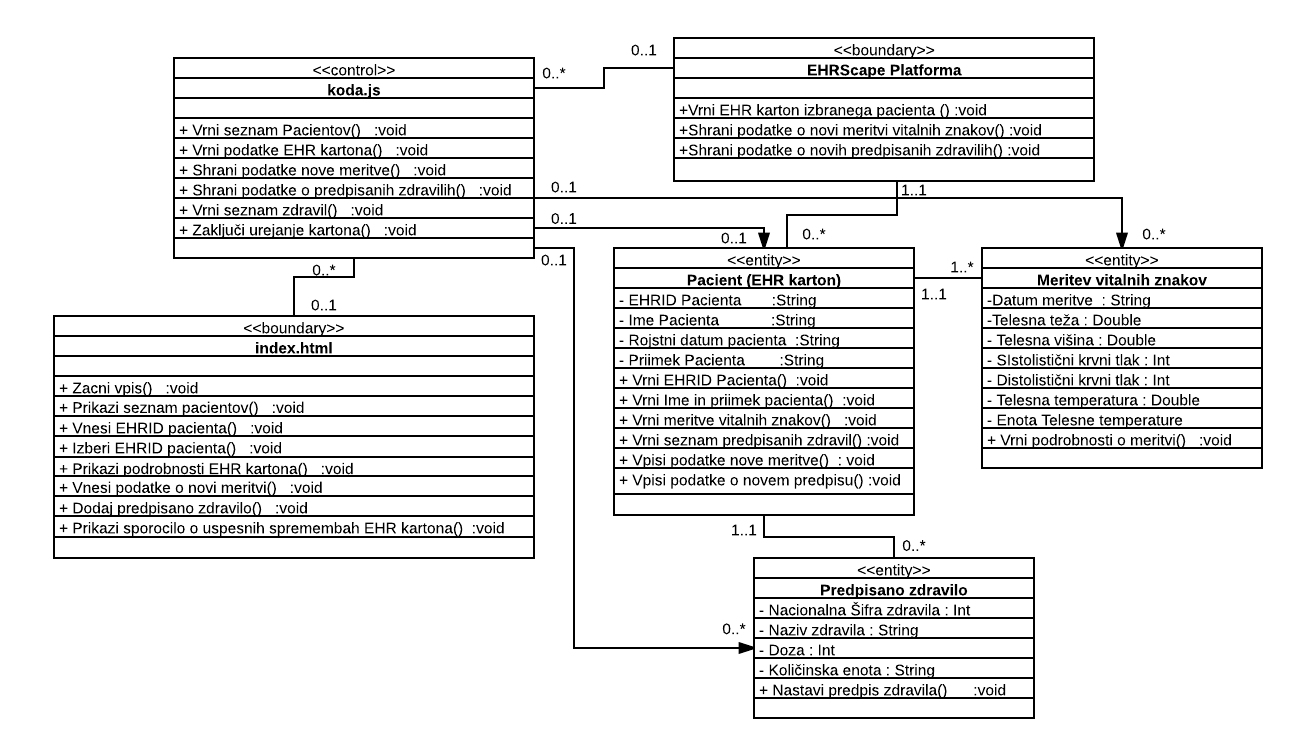 <<control>>
koda.js
+ Vrni seznam Pacientov() :void
+ Vrni podatke EHR kartona() :void
+ Shrani podatke nove meritve() :void
+ Shrani podatke o predpisanih zdravilih() :void
+ Vrni seznam zdravil() :void
+ Zaključi urejanje kartona() :void
0..*
0..1
<<boundary>>
EHRScape Platforma
+Vrni EHR karton izbranega pacienta () :void
+Shrani podatke o novi meritvi vitalnih znakov() :void
+Shrani podatke o novih predpisanih zdravilih() :void
0..1
1..1
0..1
0..1
0..*
0..*
0..1
0..*
0..1
<<boundary>>
index.html
+ Zacni vpis() :void
+ Prikazi seznam pacientov() :void
+ Vnesi EHRID pacienta() :void
+ Izberi EHRID pacienta() :void
+ Prikazi podrobnosti EHR kartona() :void
+ Vnesi podatke o novi meritvi() :void
+ Dodaj predpisano zdravilo() :void
+ Prikazi sporocilo o uspesnih spremembah EHR kartona() :void
<<entity>>
Pacient (EHR karton)
- EHRID Pacienta :String
- Ime Pacienta :String
- Rojstni datum pacienta :String
- Priimek Pacienta :String
+ Vrni EHRID Pacienta() :void
+ Vrni Ime in priimek pacienta() :void
+ Vrni meritve vitalnih znakov() :void
+ Vrni seznam predpisanih zdravil() :void
+ Vpisi podatke nove meritve() : void
+ Vpisi podatke o novem predpisu() :void
1..*
1..1
<<entity>>
Meritev vitalnih znakov
-Datum meritve : String
-Telesna teža : Double
- Telesna višina : Double
- SIstolistični krvni tlak : Int
- Distolistični krvni tlak : Int
- Telesna temperatura : Double
- Enota Telesne temperature
+ Vrni podrobnosti o meritvi() :void
1..1
0..*
0..*
<<entity>>
Predpisano zdravilo
- Nacionalna Šifra zdravila : Int
- Naziv zdravila : String
- Doza : Int
- Količinska enota : String
+ Nastavi predpis zdravila() :void